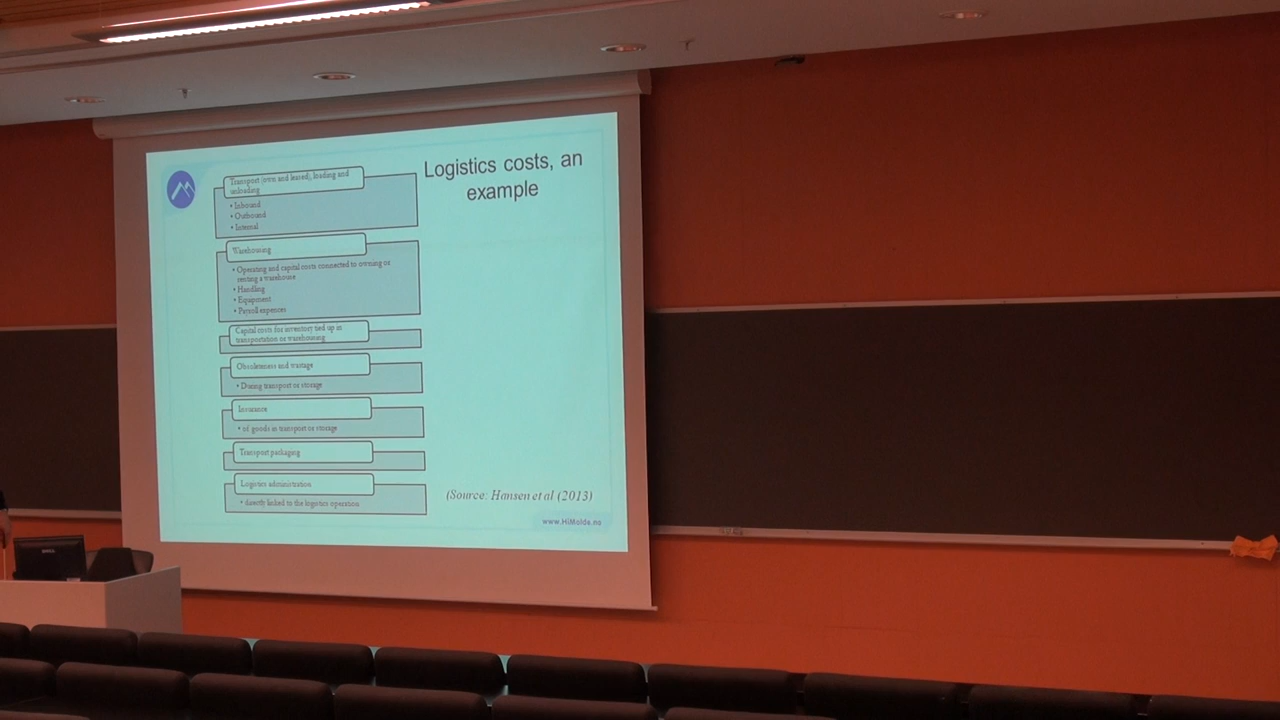 Logistics costs, an
example
Transport (own and leased), loading and
unloading
• Inbound
• Outbound
• Internal
Warehousing
• Operating and capital costs connected to owning or
renting a warehouse
• Handling
• Equipment
• Payroll expences
Capital costs for inventory tied up in
transportation or warehousing
Obsoleteness and wastage
• During transport or storage
Insurance
• of goods in transport or storage
Transport packaging
Logistics administration
• directly linked to the logistics operation
(Source: Hansen et al (2013)
www.HiMolde.no